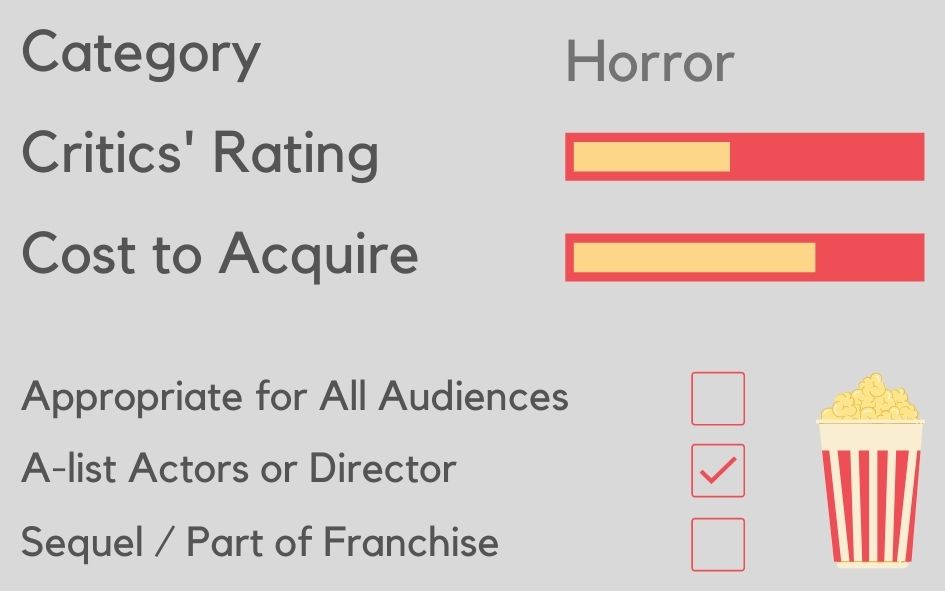 Category Horror
Critics' Rating
Cost to Acquire
Appropriate for All Audiences
A-list Actors or Director
Sequel / Part of Franchise